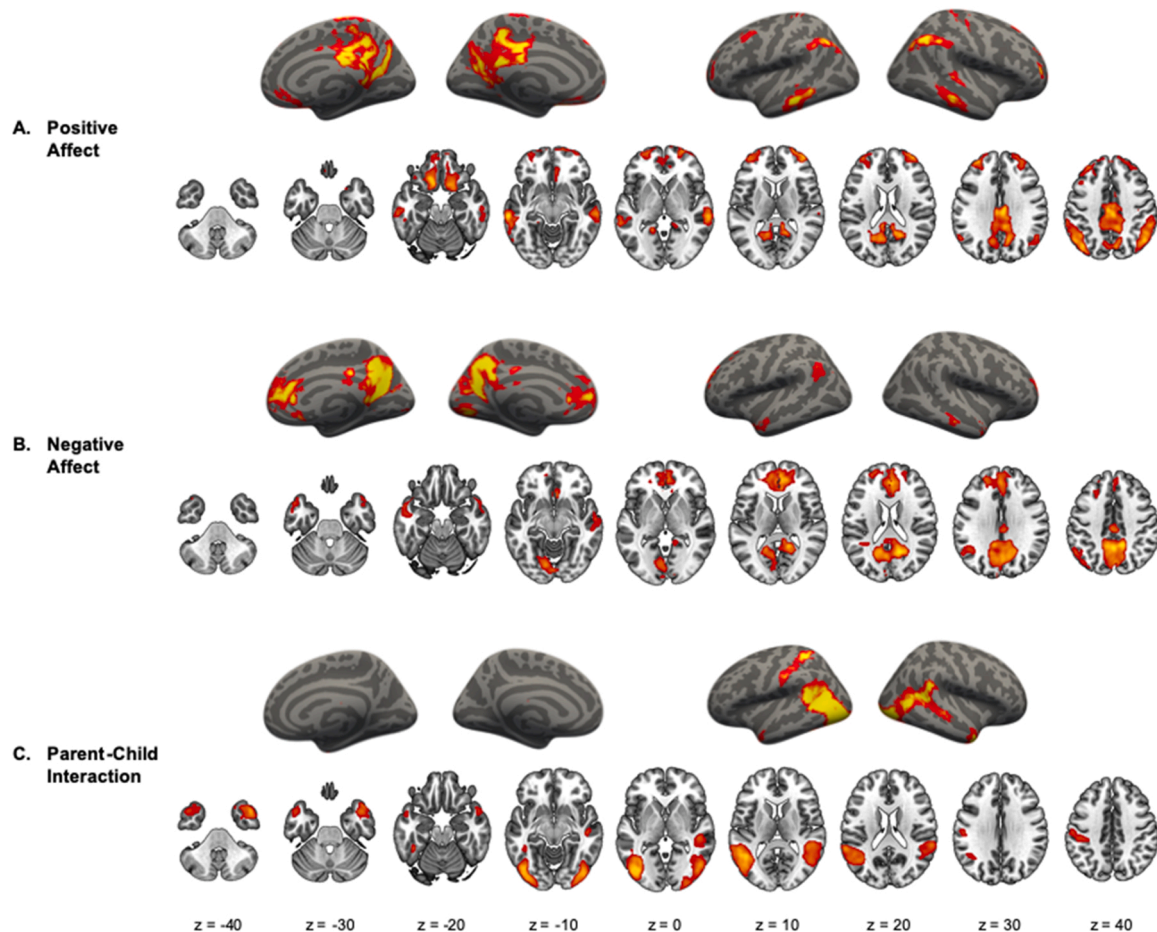 A. Positive
Affect
B. Negative
Affect
C. Parent-Child
Interaction
z = -40 z = -30 z = -20 z = -10 z = 0 z = 10 z = 20 z = 30 z = 40